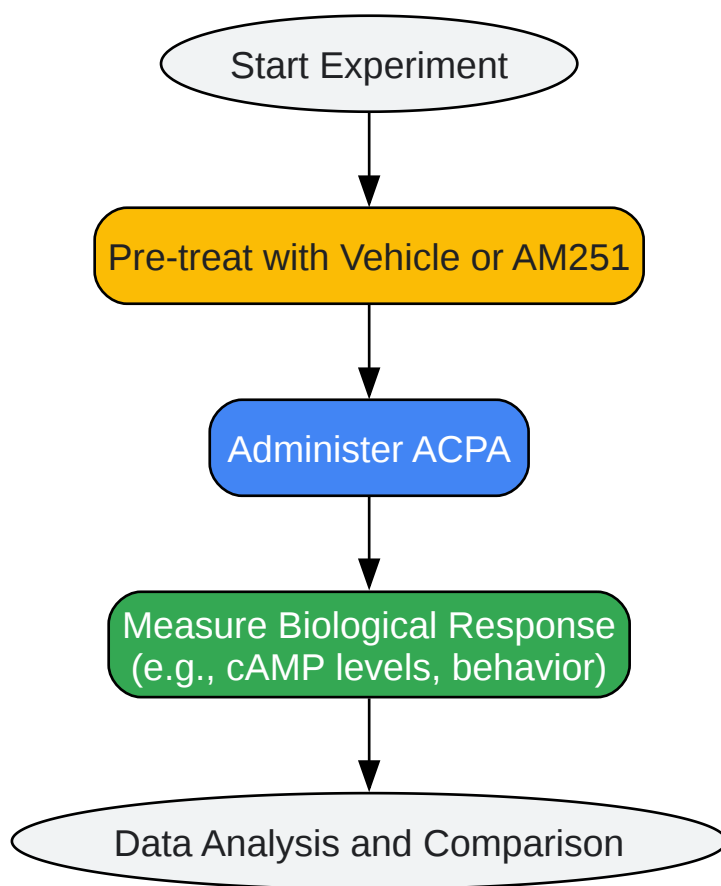 Start Experiment
Pre-treat with Vehicle or AM251
Administer ACPA
Measure Biological Response
(e.g., cAMP levels, behavior)
Data Analysis and Comparison